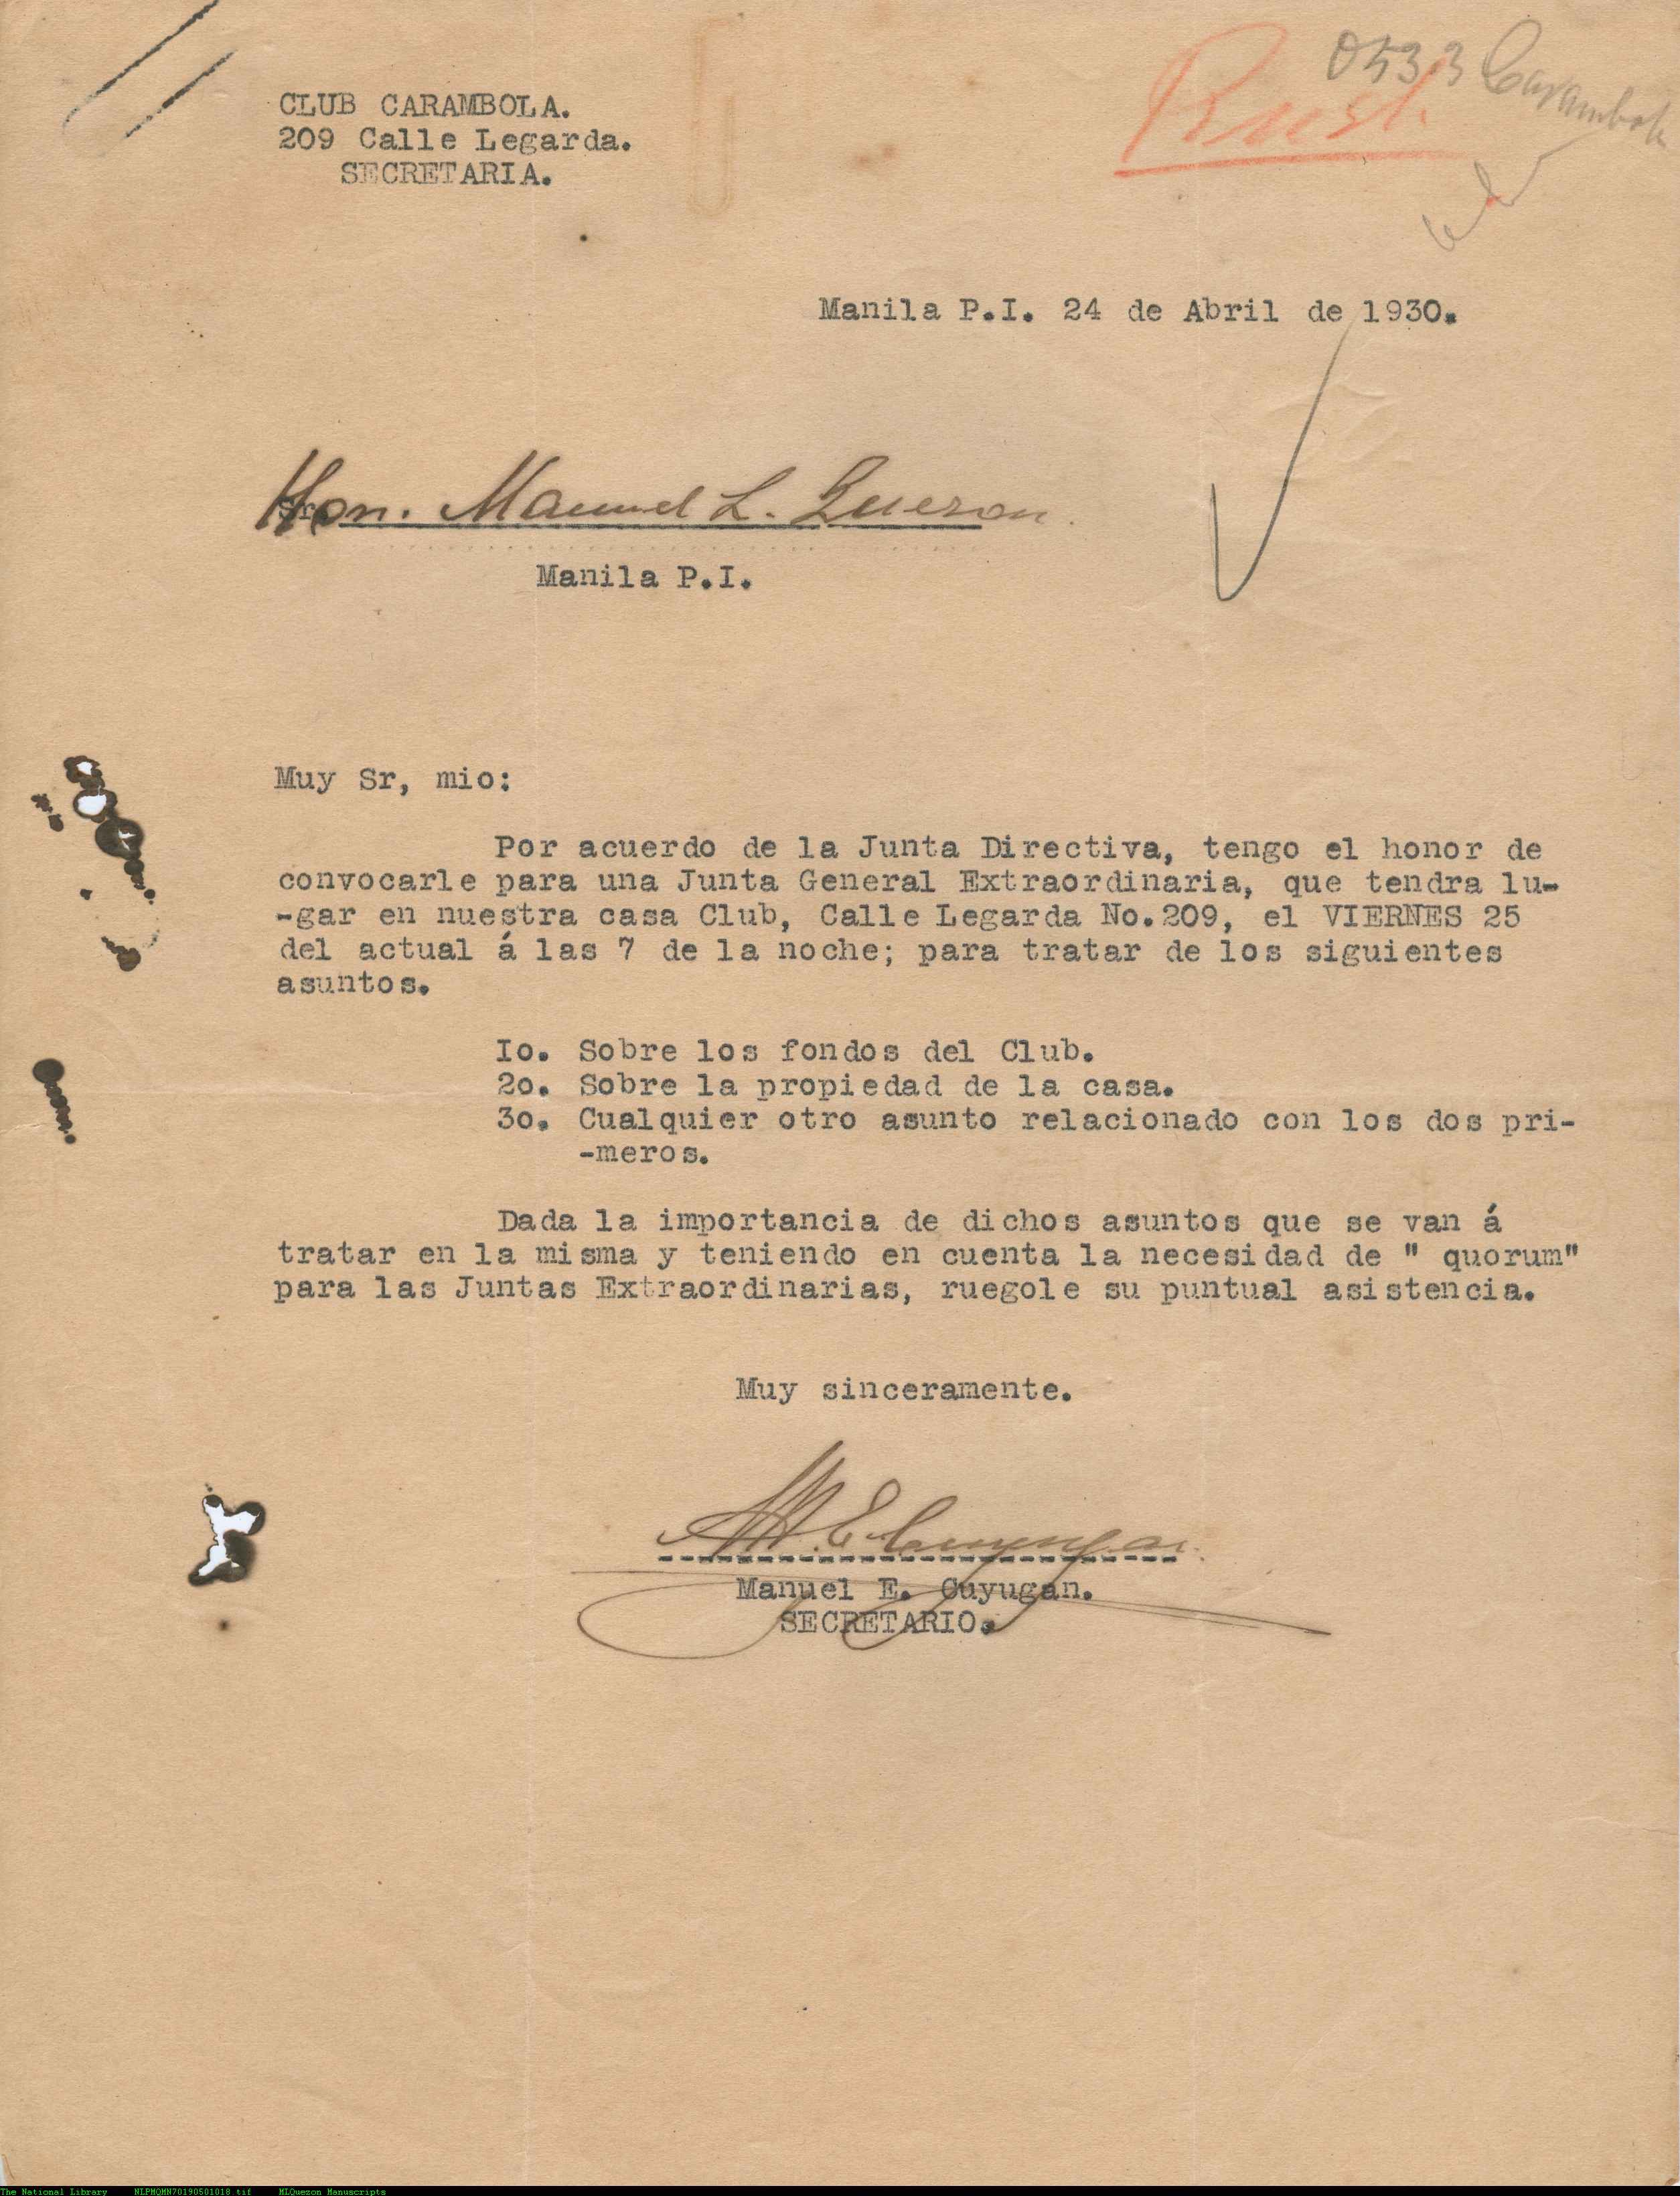 0533 Carambola
Rush
CLUB CARAMBOLA.
209 Calle Legarda.
SECRETARIA.
Manila P.I. 24 de Abril de 1930.
Hon. Manuel L. Quezon.
Manila P.I.
Muy Sr, mio:
Por acuerdo de la Junta Directiva, tengo el honor de
convocarle para una Junta General Extraordinaria, que tendra lu-
-gar en nuestra casa Club, Calle Legarda No.209, el VIERNES 25
del actual á las 7 de la noche; para tratar de los siguientes
asuntos.
Io. Sobre los fondos del Club.
2o. Sobre la propiedad de la casa.
3o. Cualquier otro asunto relacionado con los dos pri-
-meros.
Dada la importancia de dichos asuntos que se van á
tratar en la misma y teniendo en cuenta la necesidad de " quorum"
para las Juntas Extraordinarias, ruegole su puntual asistencia.
Muy sinceramente.
M. E. Cuyugan.
Manuel E. Cuyugan.
SECRETARIO.
The National Library NLPMQMN70190501018.tif MLQuezon Manuscripts